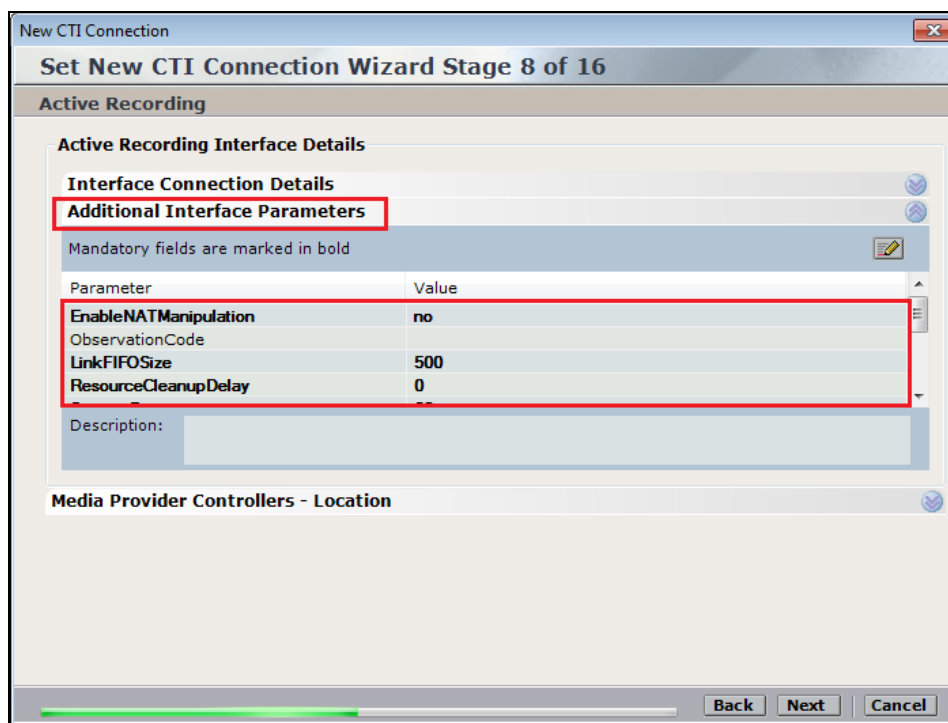 New CTI Connection
Set New CTI Connection Wizard Stage 8 of 16
Active Recording
Active Recording Interface Details
Interface Connection Details
Additional Interface Parameters
Mandatory fields are marked in bold
Parameter Value
EnableNATManipulation no
ObservationCode
LinkFIFOSize 500
ResourceCleanupDelay 0
Description:
Media Provider Controllers - Location
Back Next Cancel